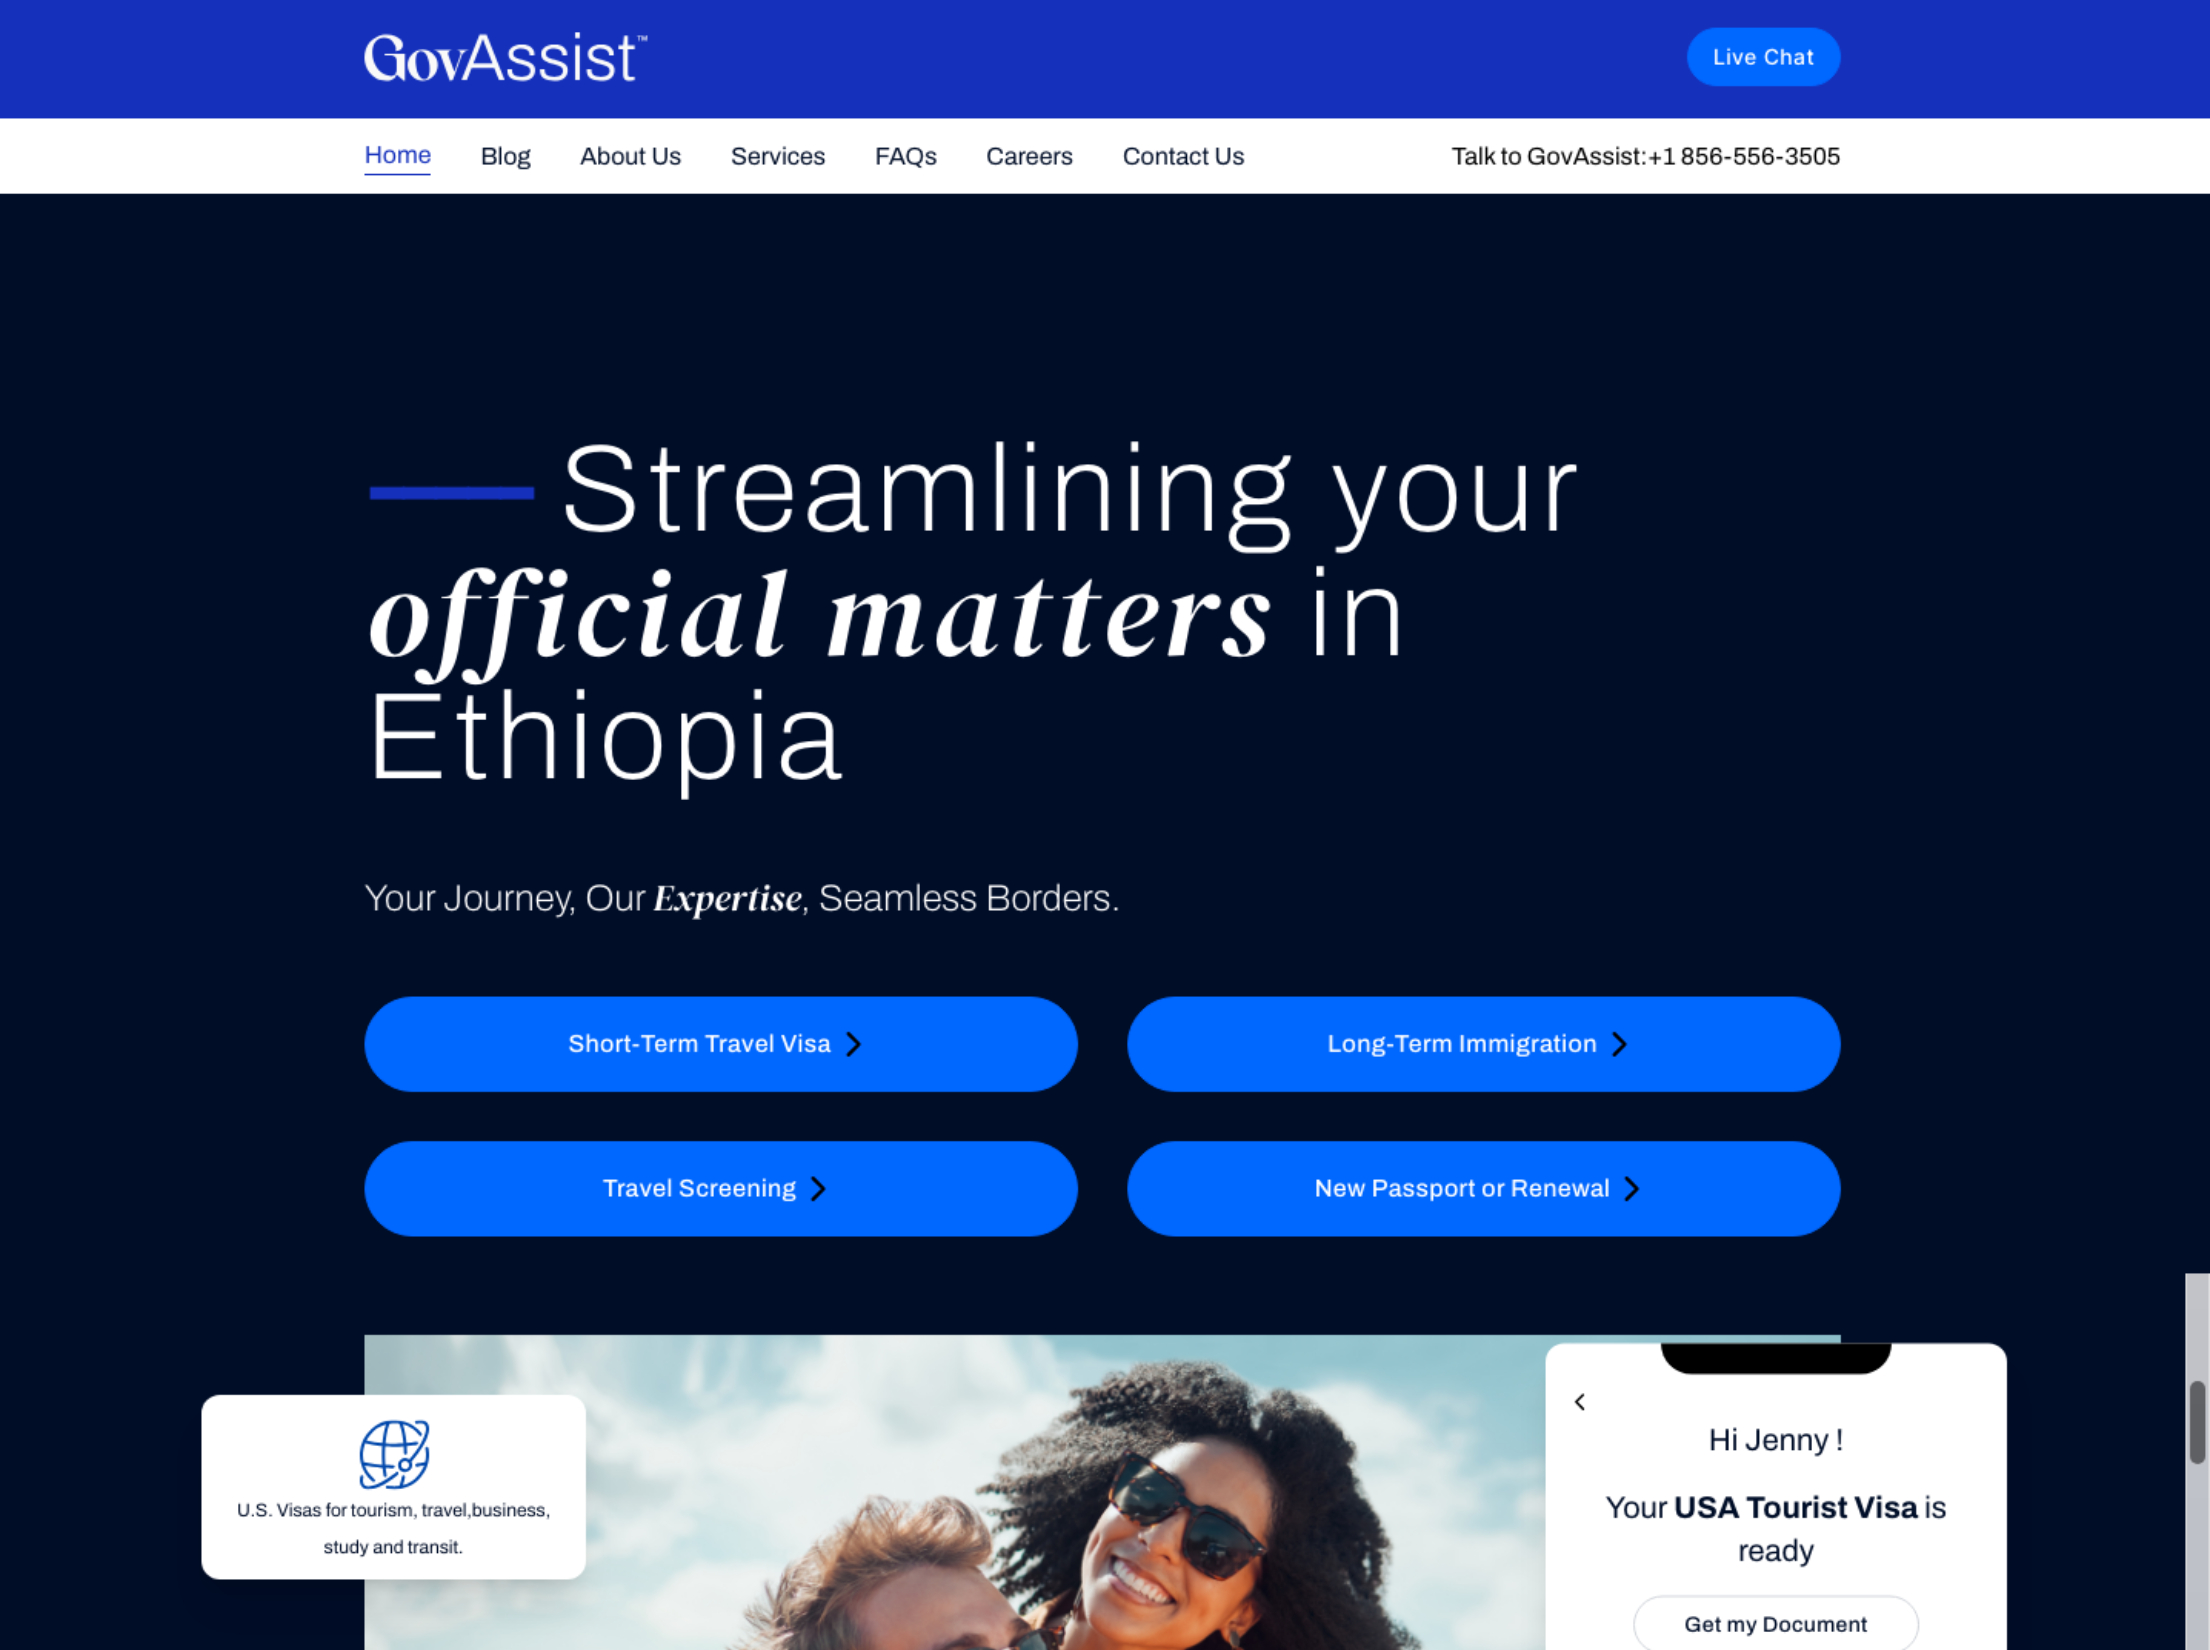 GovAssist™
Live Chat
Home Blog About Us Services FAQs Careers Contact Us Talk to GovAssist:+1 856-556-3505
Streamlining your
official matters in
Ethiopia
Your Journey, Our Expertise, Seamless Borders.
Short-Term Travel Visa
Long-Term Immigration
Travel Screening
New Passport or Renewal
U.S. Visas for tourism, travel,business,
study and transit.
Hi Jenny !
Your USA Tourist Visa is
ready
Get my Document